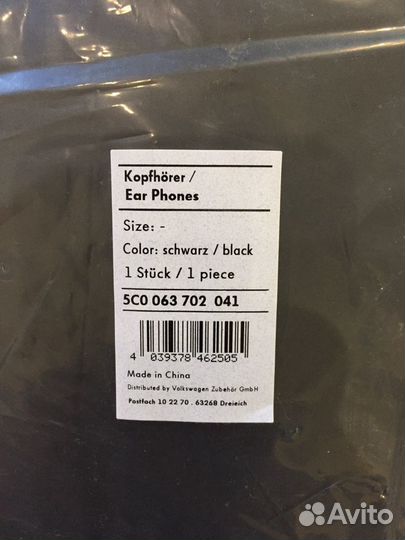 Kopfhörer /
Ear Phones
Size: -
Color: schwarz / black
1 Stück / 1 piece
5C0 063 702 041
4 039378 462505
Made in China
Distributed by Volkswagen Zubehör GmbH
Postfach 10 22 70 . 63268 Dreieich
Avito